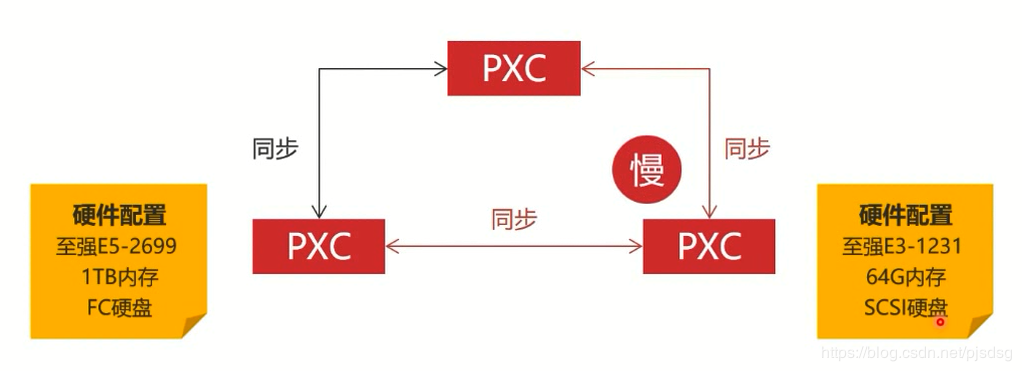 PXC
同步
同步
慢
硬件配置
至强E5-2699
1TB内存
FC硬盘
PXC
同步
PXC
硬件配置
至强E3-1231
64G内存
SCSI硬盘
https://blog.csdn.net/pjsdsg